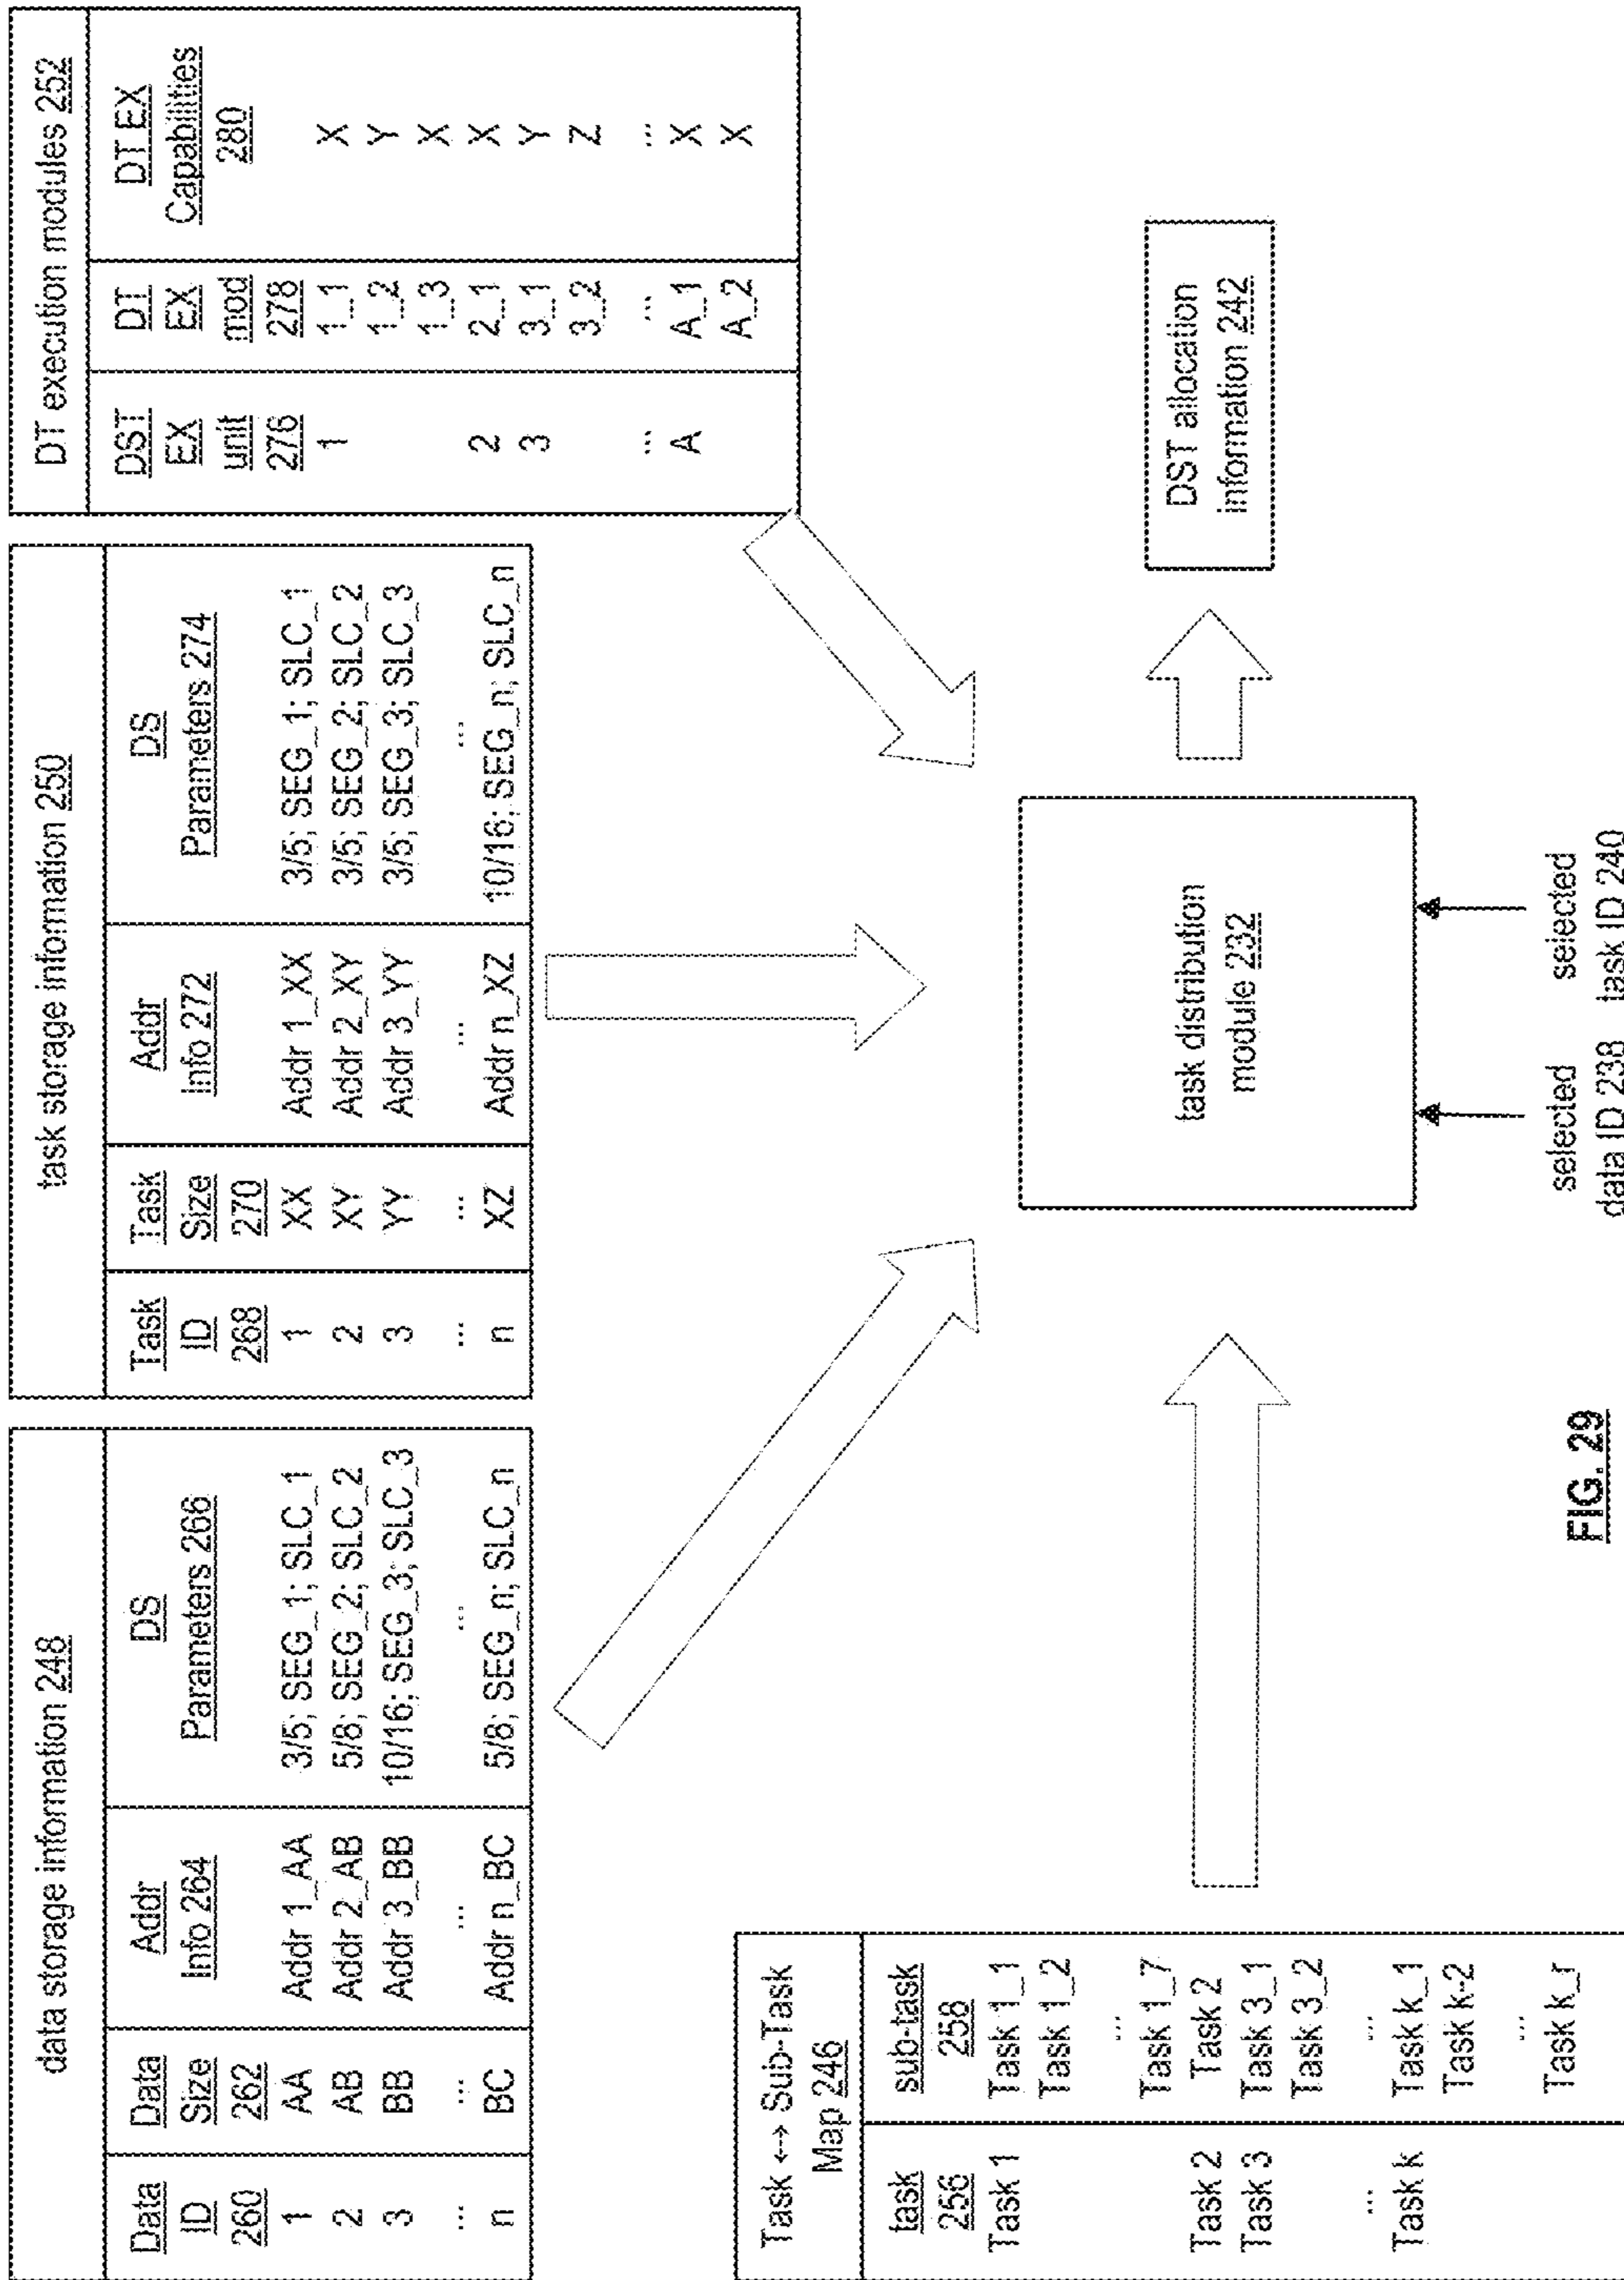 data storage information 248
Data ID 260 Data Size 262 Addr Info 264 DS Parameters 266
1 AA Addr 1_AA 3/5; SEG_1; SLC_1
2 AB Addr 2_AB 5/8; SEG_2; SLC_2
3 BB Addr 3_BB 10/16; SEG_3; SLC_3
... ... ... ...
n BC Addr n_BC 5/8; SEG_n; SLC_n
task storage information 250
Task ID 268 Task Size 270 Addr Info 272 DS Parameters 274
1 XX Addr 1_XX 3/5; SEG_1; SLC_1
2 XY Addr 2_XY 3/5; SEG_2; SLC_2
3 YY Addr 3_YY 3/5; SEG_3; SLC_3
... ... ... ...
n XZ Addr n_XZ 10/16; SEG_n; SLC_n
DT execution modules 252
DST EX unit 276 DT EX mod 278 DT EX Capabilities 280
1 1_1 X
1_2 Y
1_3 X
2 2_1 X
3 3_1 Y
3_2 Z
... ... ...
A A_1 X
A_2 X
Task ↔ Sub-Task
Map 246
task 256 sub-task 258
Task 1 Task 1_1
Task 1_2
...
Task 1_7
Task 2 Task 2
Task 3 Task 3_1
Task 3_2
... ...
Task k Task k_1
Task k-2
...
Task k_r
task distribution
module 232
DST allocation
information 242
selected
data ID 238
selected
task ID 240
FIG. 29